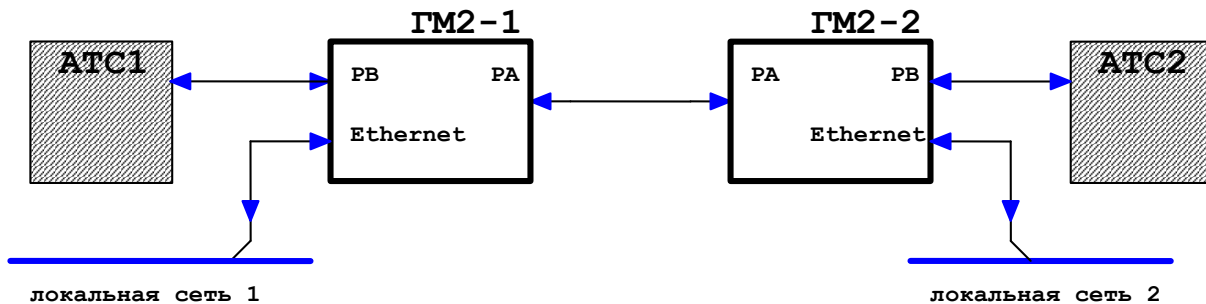 ГМ2-1 ГМ2-2
АТС1 АТС2
PB PA PA PB
Ethernet Ethernet
локальная сеть 1 локальная сеть 2